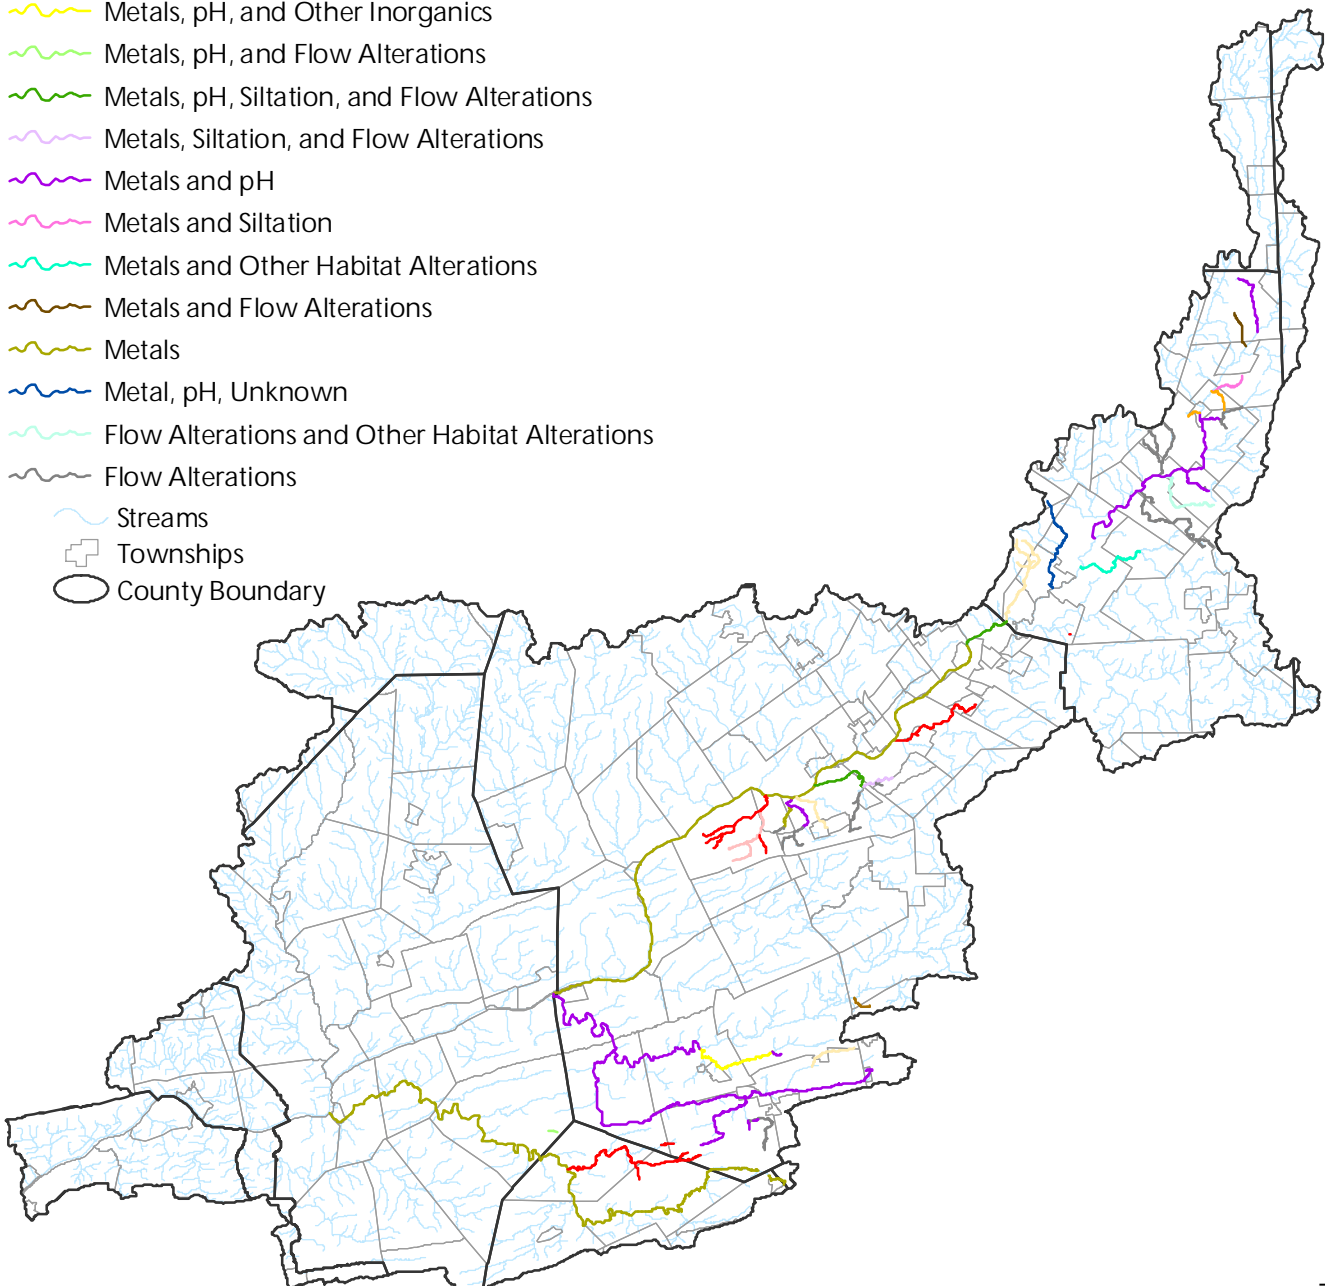 Metals, pH, and Other Inorganics
Metals, pH, and Flow Alterations
Metals, pH, Siltation, and Flow Alterations
Metals, Siltation, and Flow Alterations
Metals and pH
Metals and Siltation
Metals and Other Habitat Alterations
Metals and Flow Alterations
Metals
Metal, pH, Unknown
Flow Alterations and Other Habitat Alterations
Flow Alterations
Streams
Townships
County Boundary